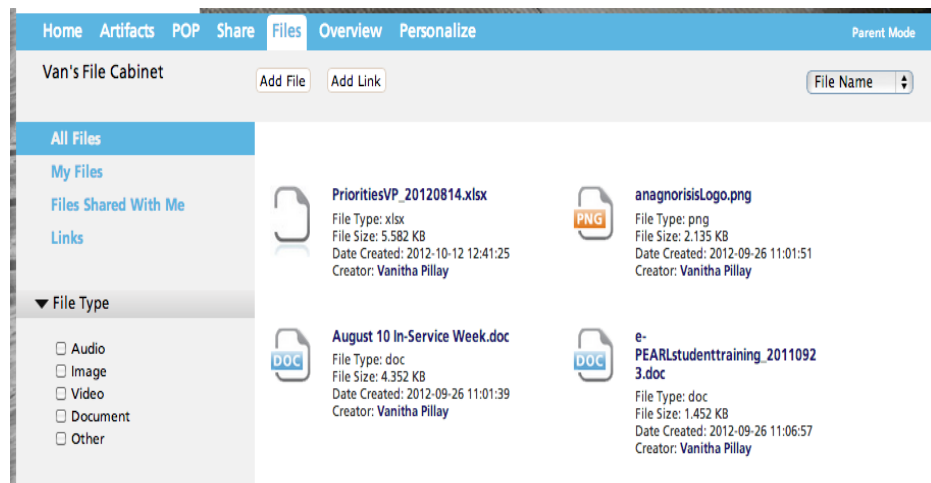 Home Artifacts POP Share Files Overview Personalize Parent Mode
Van's File Cabinet
Add File Add Link File Name
All Files
My Files
Files Shared With Me
Links
File Type
Audio
Image
Video
Document
Other
PrioritiesVP_20120814.xlsx
File Type: xlsx
File Size: 5.582 KB
Date Created: 2012-10-12 12:41:25
Creator: Vanitha Pillay
PNG
anagnorisisLogo.png
File Type: png
File Size: 2.135 KB
Date Created: 2012-09-26 11:01:51
Creator: Vanitha Pillay
DOC
August 10 In-Service Week.doc
File Type: doc
File Size: 4.352 KB
Date Created: 2012-09-26 11:01:39
Creator: Vanitha Pillay
DOC
e-
PEARLstudenttraining_2011092
3.doc
File Type: doc
File Size: 1.452 KB
Date Created: 2012-09-26 11:06:57
Creator: Vanitha Pillay